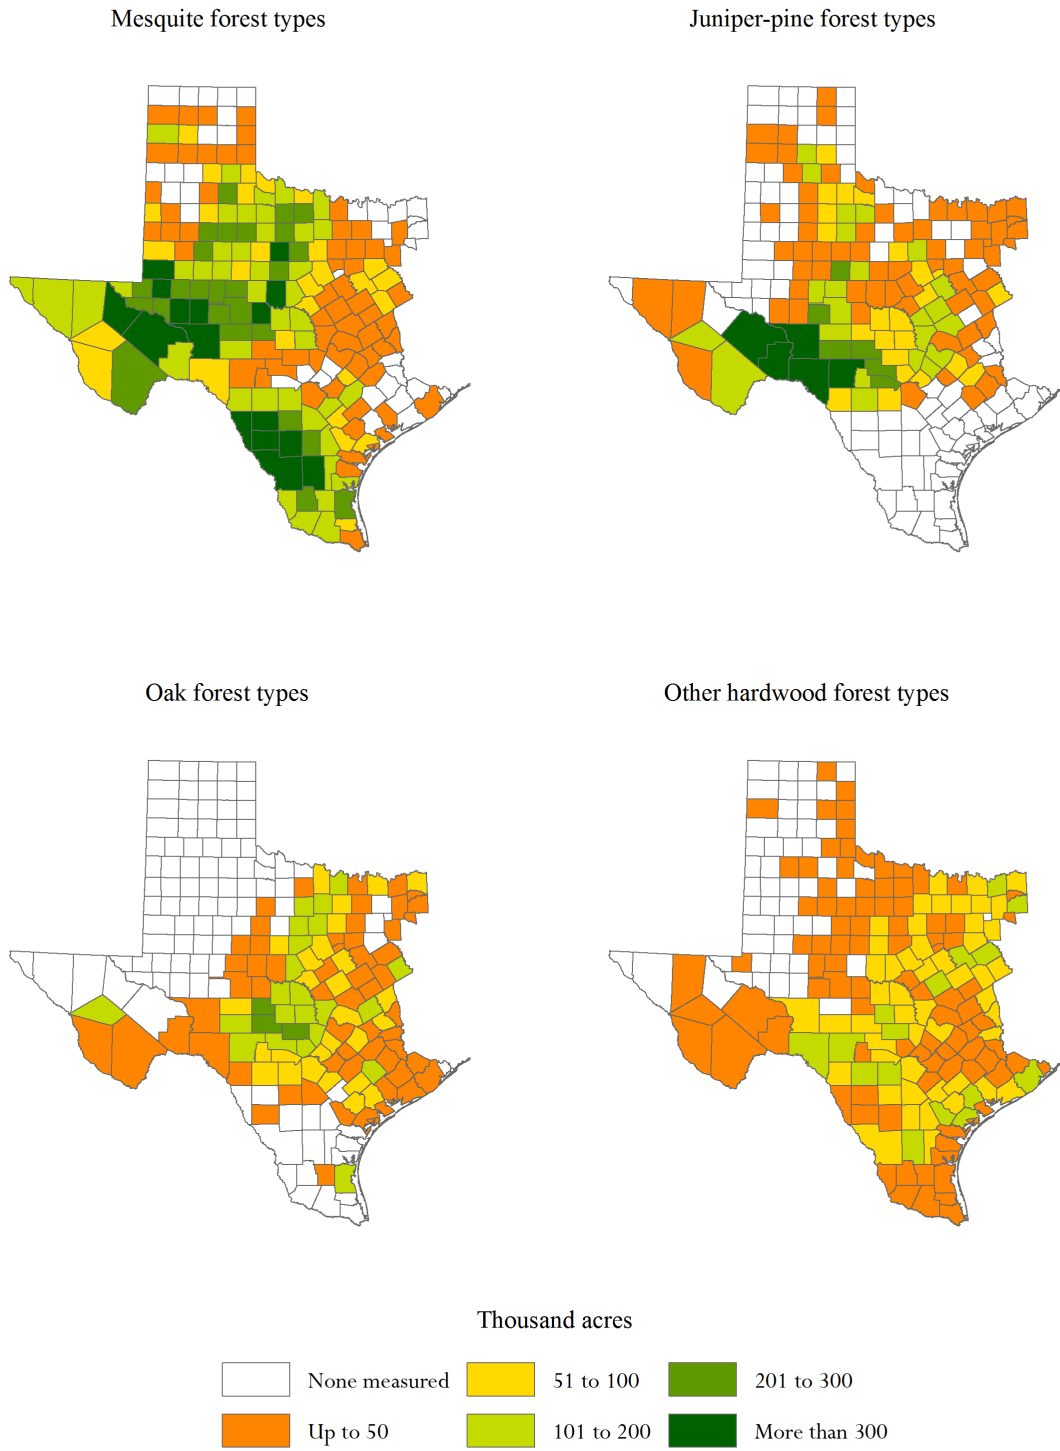 Mesquite forest types
Juniper-pine forest types
Oak forest types
Other hardwood forest types
Thousand acres
None measured
51 to 100
201 to 300
Up to 50
101 to 200
More than 300